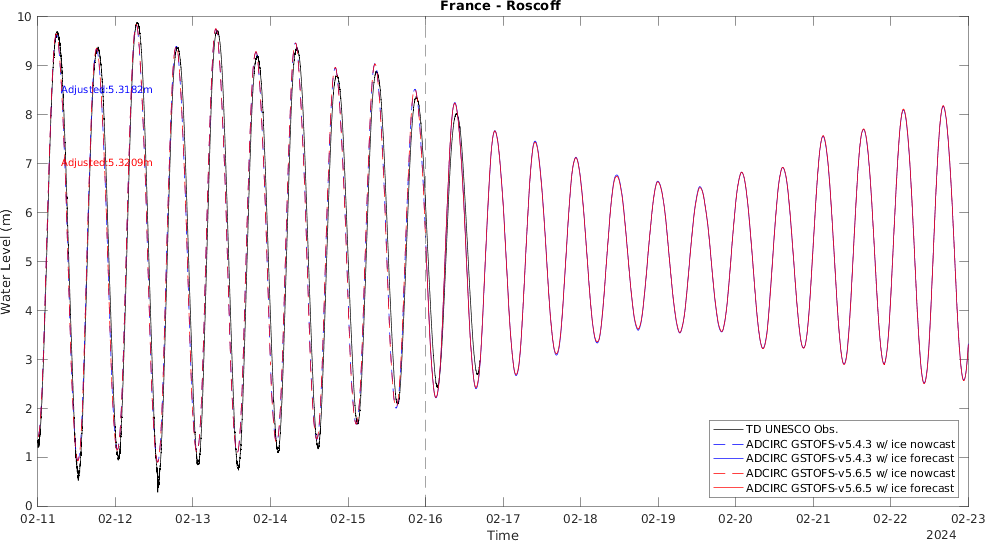 France - Roscoff
10
9
8
7
6
5
4
3
2
1
0
Water Level (m)
Adjusted:5.3182m
Adjusted:5.3209m
TD UNESCO Obs.
ADCIRC GSTOFS-v5.4.3 w/ ice nowcast
ADCIRC GSTOFS-v5.4.3 w/ ice forecast
ADCIRC GSTOFS-v5.6.5 w/ ice nowcast
ADCIRC GSTOFS-v5.6.5 w/ ice forecast
02-11 02-12 02-13 02-14 02-15 02-16 02-17 02-18 02-19 02-20 02-21 02-22 02-23
Time
2024